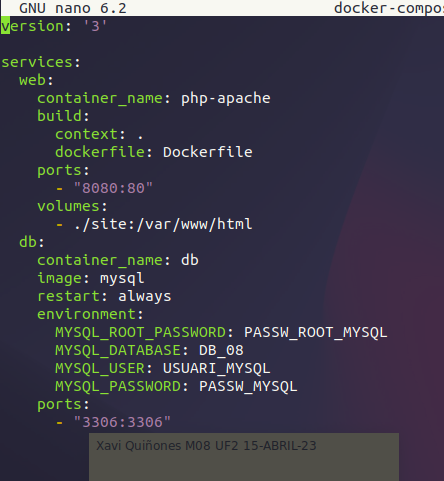 GNU nano 6.2 docker-compo
version: '3'
services:
web:
container_name: php-apache
build:
context: .
dockerfile: Dockerfile
ports:
- "8080:80"
volumes:
- ./site:/var/www/html
db:
container_name: db
image: mysql
restart: always
environment:
MYSQL_ROOT_PASSWORD: PASSW_ROOT_MYSQL
MYSQL_DATABASE: DB_08
MYSQL_USER: USUARI_MYSQL
MYSQL_PASSWORD: PASSW_MYSQL
ports:
- "3306:3306"
Xavi Quiñones M08 UF2 15-ABRIL-23